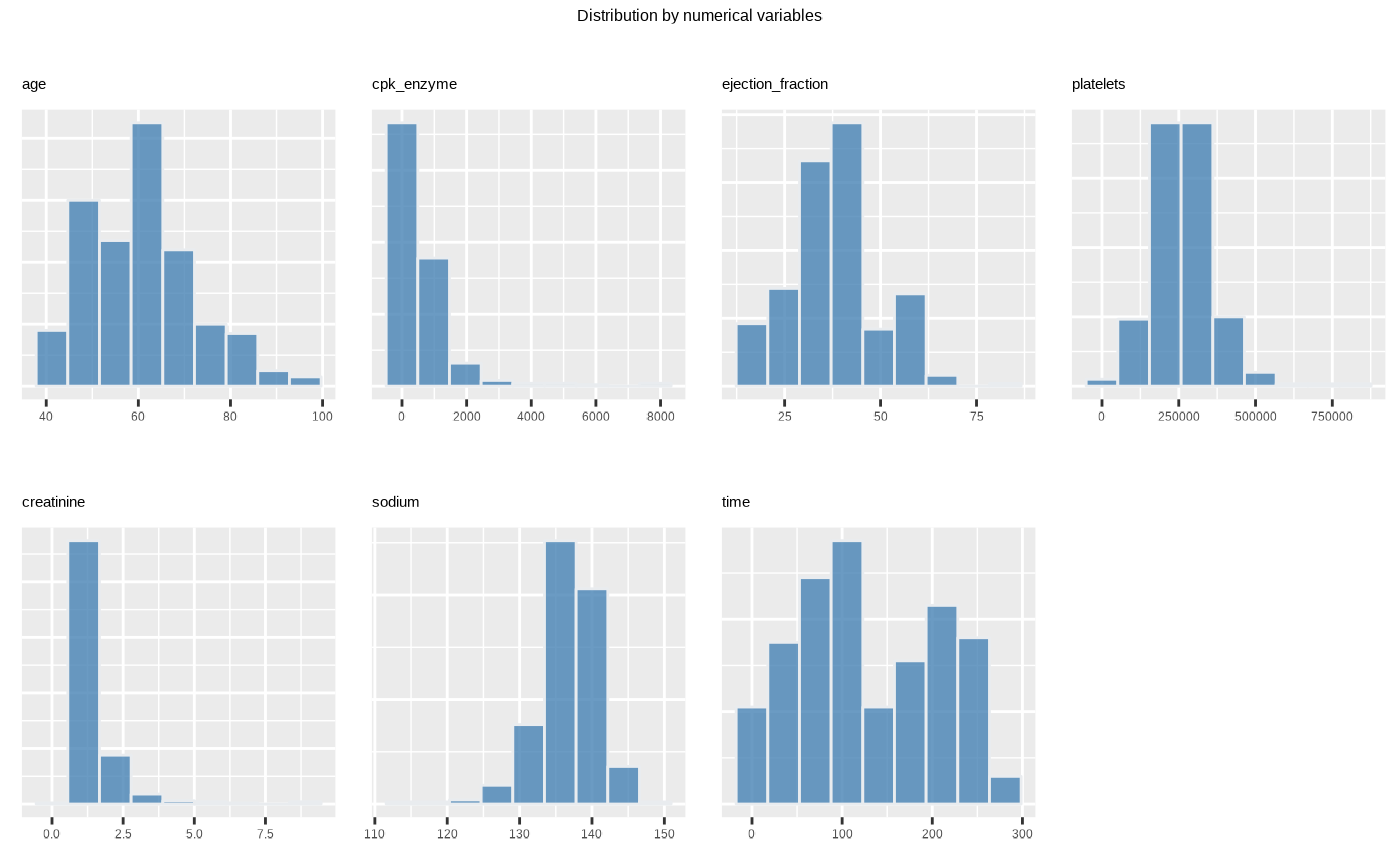 Distribution by numerical variables
age
cpk_enzyme
ejection_fraction
platelets
40 60 80 100
0 2000 4000 6000 8000
25 50 75
0 250000 500000 750000
creatinine
sodium
time
0.0 2.5 5.0 7.5
110 120 130 140 150
0 100 200 300